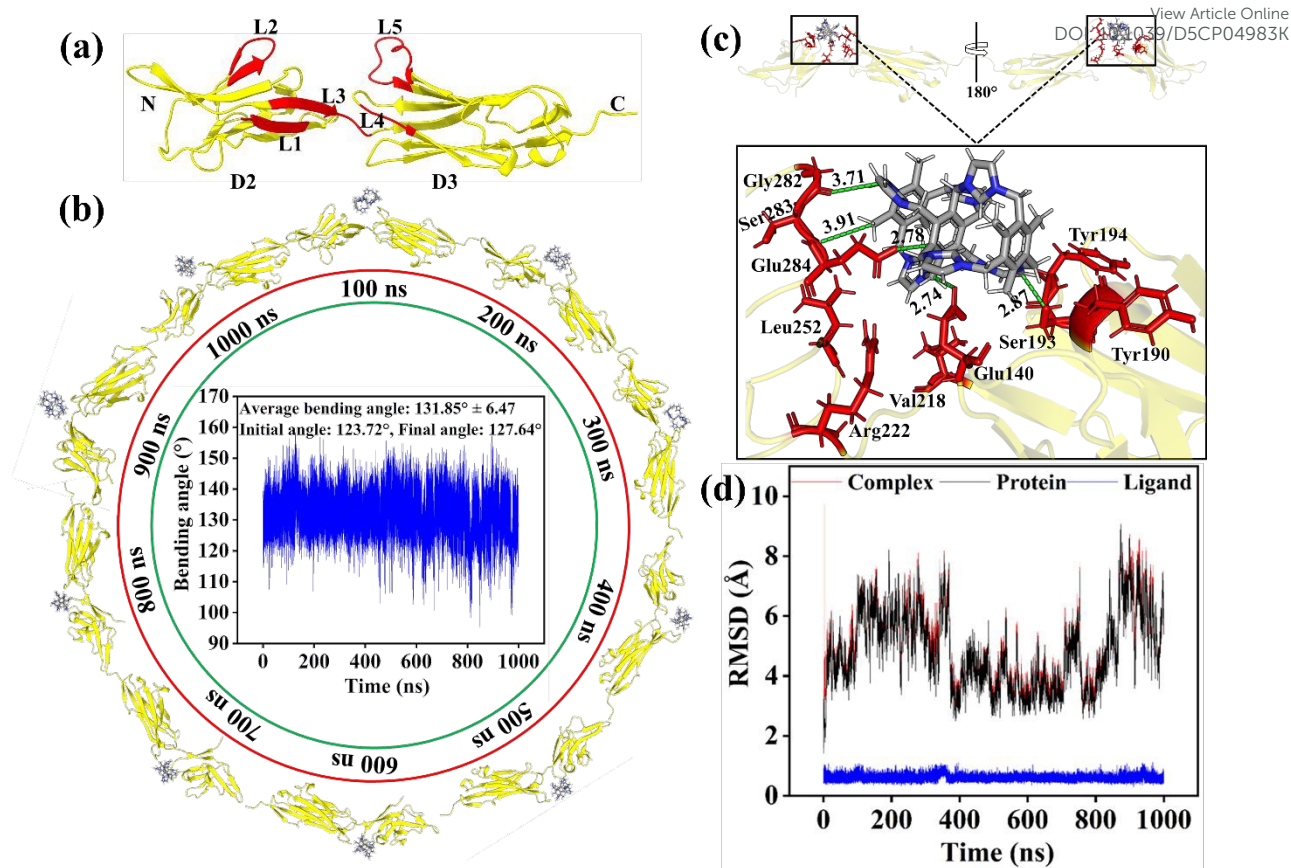 View Article Online
DOI: 10.1039/D5CP04983K
(a)
L2
L5
N
L3
L4
C
L1
D2
D3
(b)
100 ns
200 ns
300 ns
400 ns
500 ns
600 ns
700 ns
800 ns
900 ns
1000 ns
Average bending angle: 131.85° ± 6.47
Initial angle: 123.72°, Final angle: 127.64°
Bending angle (°)
170
160
150
140
130
120
110
100
90
0 200 400 600 800 1000
Time (ns)
(c)
180°
Gly282
3.71
Ser283
3.91
2.78
Tyr194
Glu284
2.74
2.87
Leu252
Ser193
Tyr190
Glu140
Val218
Arg222
(d)
Complex Protein Ligand
RMSD (Å)
10
8
6
4
2
0
0 200 400 600 800 1000
Time (ns)